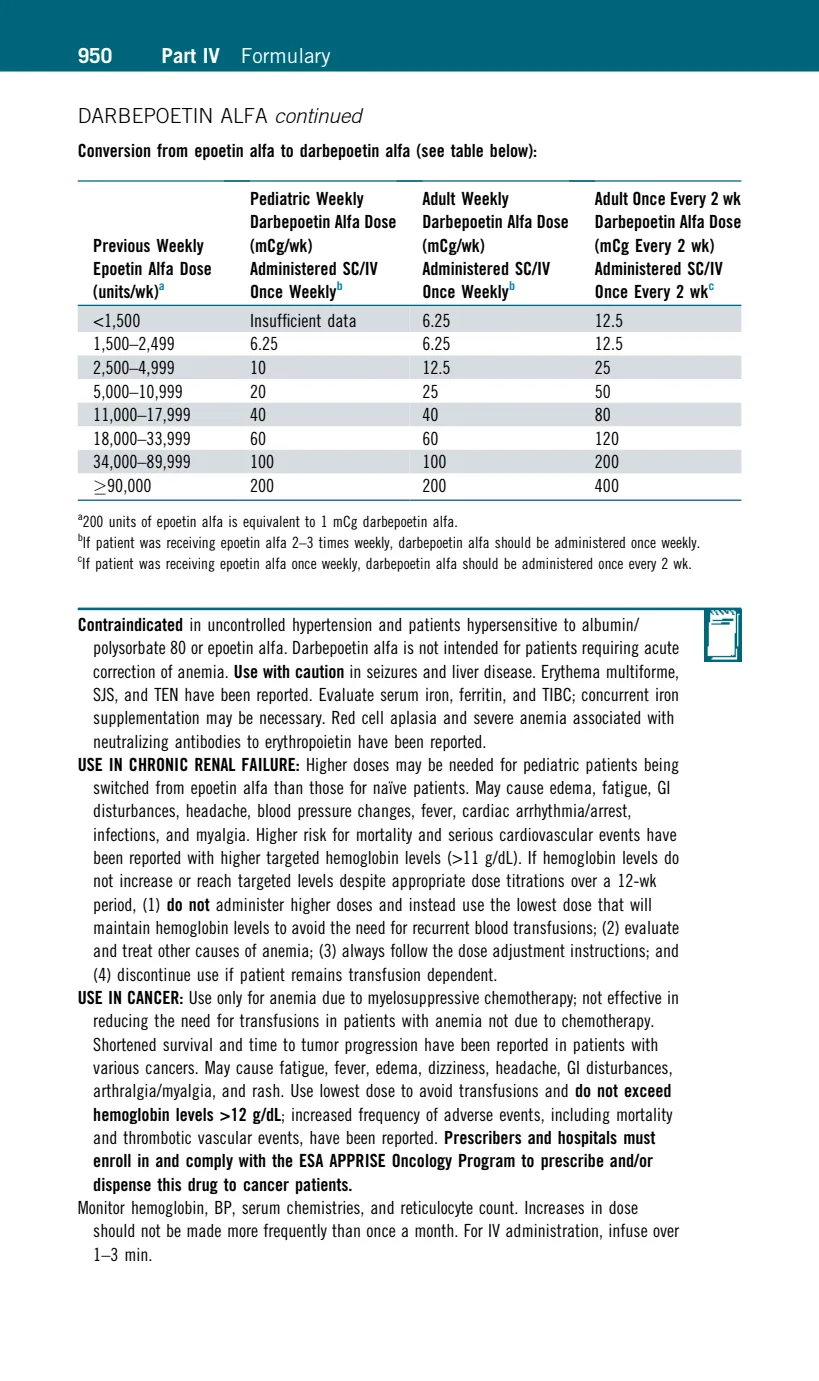 950 Part IV Formulary
DARBEPOETIN ALFA continued
Conversion from epoetin alfa to darbepoetin alfa (see table below):
Previous Weekly Epoetin Alfa Dose (units/wk)a
Pediatric Weekly Darbepoetin Alfa Dose (mCg/wk) Administered SC/IV Once Weeklyb
Adult Weekly Darbepoetin Alfa Dose (mCg/wk) Administered SC/IV Once Weeklyb
Adult Once Every 2 wk Darbepoetin Alfa Dose (mCg Every 2 wk) Administered SC/IV Once Every 2 wkc
<1,500 Insufficient data 6.25 12.5
1,500–2,499 6.25 6.25 12.5
2,500–4,999 10 12.5 25
5,000–10,999 20 25 50
11,000–17,999 40 40 80
18,000–33,999 60 60 120
34,000–89,999 100 100 200
≥90,000 200 200 400
a200 units of epoetin alfa is equivalent to 1 mCg darbepoetin alfa.
bIf patient was receiving epoetin alfa 2–3 times weekly, darbepoetin alfa should be administered once weekly.
cIf patient was receiving epoetin alfa once weekly, darbepoetin alfa should be administered once every 2 wk.
Contraindicated in uncontrolled hypertension and patients hypersensitive to albumin/
polysorbate 80 or epoetin alfa. Darbepoetin alfa is not intended for patients requiring acute
correction of anemia. Use with caution in seizures and liver disease. Erythema multiforme,
SJS, and TEN have been reported. Evaluate serum iron, ferritin, and TIBC; concurrent iron
supplementation may be necessary. Red cell aplasia and severe anemia associated with
neutralizing antibodies to erythropoietin have been reported.
USE IN CHRONIC RENAL FAILURE: Higher doses may be needed for pediatric patients being
switched from epoetin alfa than those for naïve patients. May cause edema, fatigue, GI
disturbances, headache, blood pressure changes, fever, cardiac arrhythmia/arrest,
infections, and myalgia. Higher risk for mortality and serious cardiovascular events have
been reported with higher targeted hemoglobin levels (>11 g/dL). If hemoglobin levels do
not increase or reach targeted levels despite appropriate dose titrations over a 12-wk
period, (1) do not administer higher doses and instead use the lowest dose that will
maintain hemoglobin levels to avoid the need for recurrent blood transfusions; (2) evaluate
and treat other causes of anemia; (3) always follow the dose adjustment instructions; and
(4) discontinue use if patient remains transfusion dependent.
USE IN CANCER: Use only for anemia due to myelosuppressive chemotherapy; not effective in
reducing the need for transfusions in patients with anemia not due to chemotherapy.
Shortened survival and time to tumor progression have been reported in patients with
various cancers. May cause fatigue, fever, edema, dizziness, headache, GI disturbances,
arthralgia/myalgia, and rash. Use lowest dose to avoid transfusions and do not exceed
hemoglobin levels >12 g/dL; increased frequency of adverse events, including mortality
and thrombotic vascular events, have been reported. Prescribers and hospitals must
enroll in and comply with the ESA APPRISE Oncology Program to prescribe and/or
dispense this drug to cancer patients.
Monitor hemoglobin, BP, serum chemistries, and reticulocyte count. Increases in dose
should not be made more frequently than once a month. For IV administration, infuse over
1–3 min.